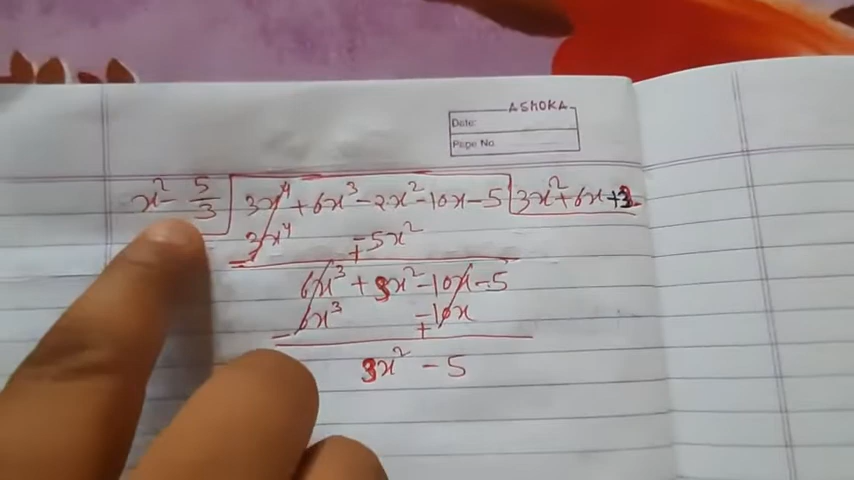 ASHOKA
Date:
Page No
x² - 5/3 3x⁴ + 6x³ - 2x² - 10x - 5 3x² + 6x + 3
3x⁴ - 5x²
- +
6x³ + 3x² - 10x - 5
6x³ - 10x
- +
3x² - 5